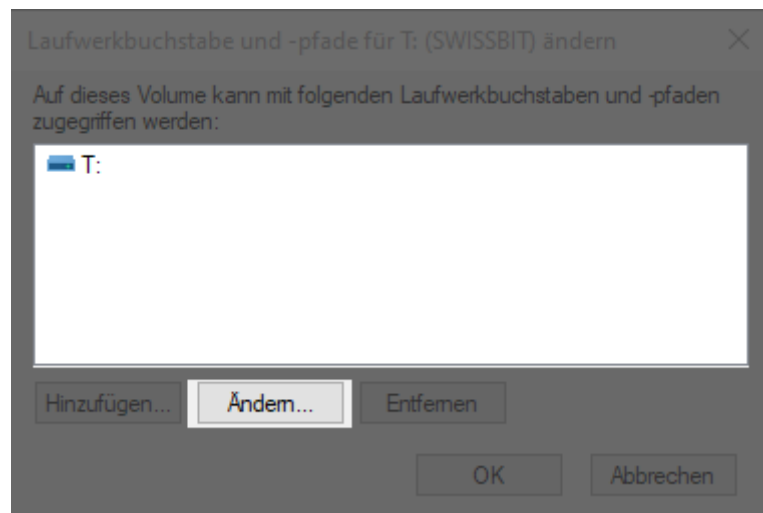 Laufwerkbuchstabe und -pfade für T: (SWISSBIT) ändern
Auf dieses Volume kann mit folgenden Laufwerkbuchstaben und -pfaden
zugegriffen werden:
T:
Hinzufügen... Ändern... Entfernen
OK Abbrechen